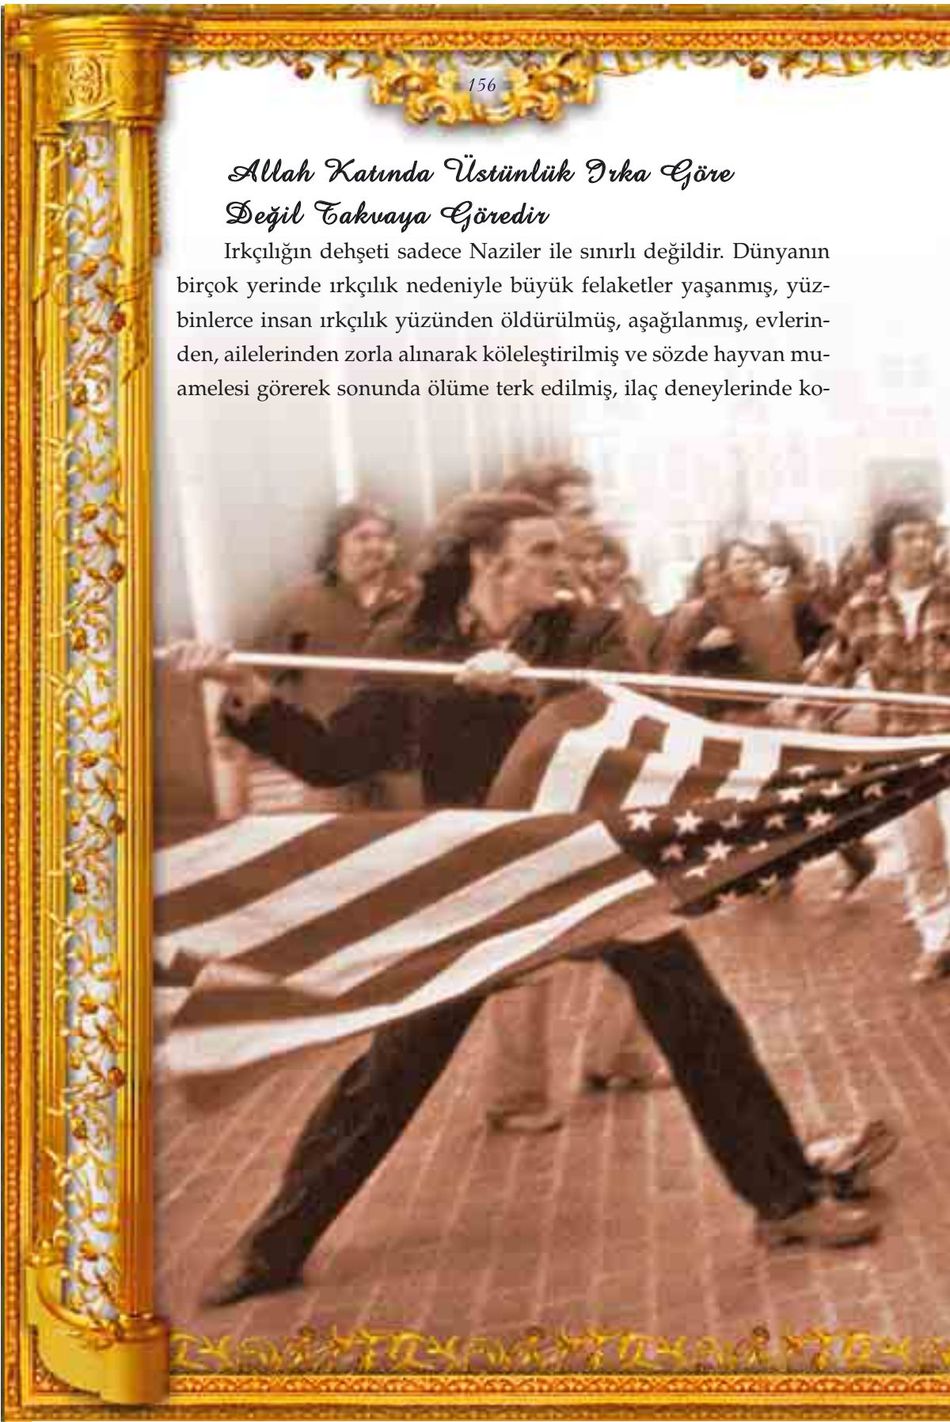 156
Allah Katında Üstünlük Irka Göre
Değil Takvaya Göredir
Irkçılığın dehşeti sadece Naziler ile sınırlı değildir. Dünyanın
birçok yerinde ırkçılık nedeniyle büyük felaketler yaşanmış, yüz-
binlerce insan ırkçılık yüzünden öldürülmüş, aşağılanmış, evlerin-
den, ailelerinden zorla alınarak köleleştirilmiş ve sözde hayvan mu-
amelesi görerek sonunda ölüme terk edilmiş, ilaç deneylerinde ko-